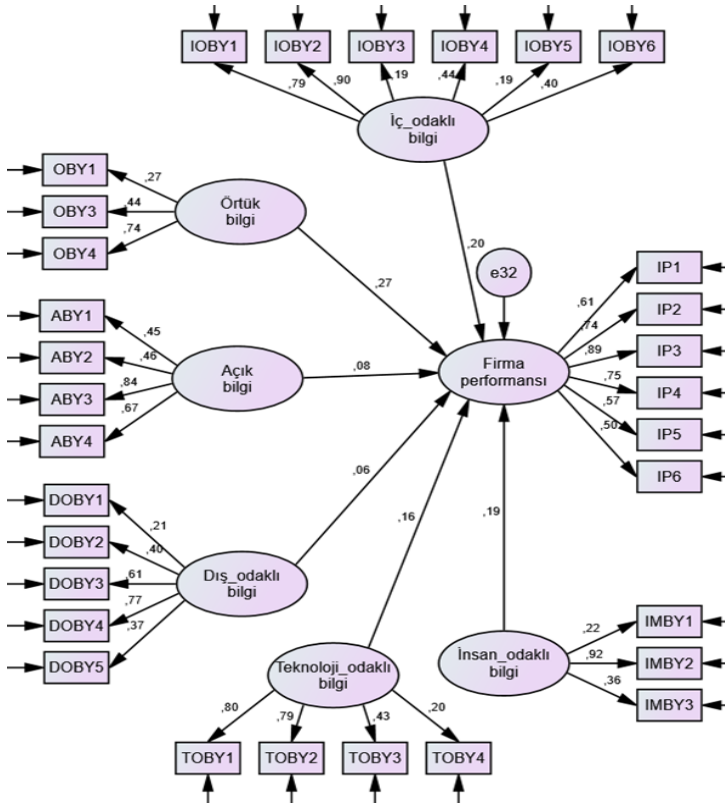 IOBY1 IOBY2 IOBY3 IOBY4 IOBY5 IOBY6
,79 ,90 ,19 ,44 ,19 ,40
İç_odaklı
bilgi
OBY1
OBY3
OBY4
,27
,44
,74
Örtük
bilgi
,20
,27
e32
ABY1
ABY2
ABY3
ABY4
,45
,46
,84
,67
Açık
bilgi
,08
Firma
performansı
,61
,74
,89
,75
,57
,50
IP1
IP2
IP3
IP4
IP5
IP6
DOBY1
DOBY2
DOBY3
DOBY4
DOBY5
,21
,40
,61
,77
,37
Dış_odaklı
bilgi
,06
,16
,19
Teknoloji_odaklı
bilgi
,80 ,79 ,43 ,20
TOBY1 TOBY2 TOBY3 TOBY4
İnsan_odaklı
bilgi
,22
,92
,36
IMBY1
IMBY2
IMBY3